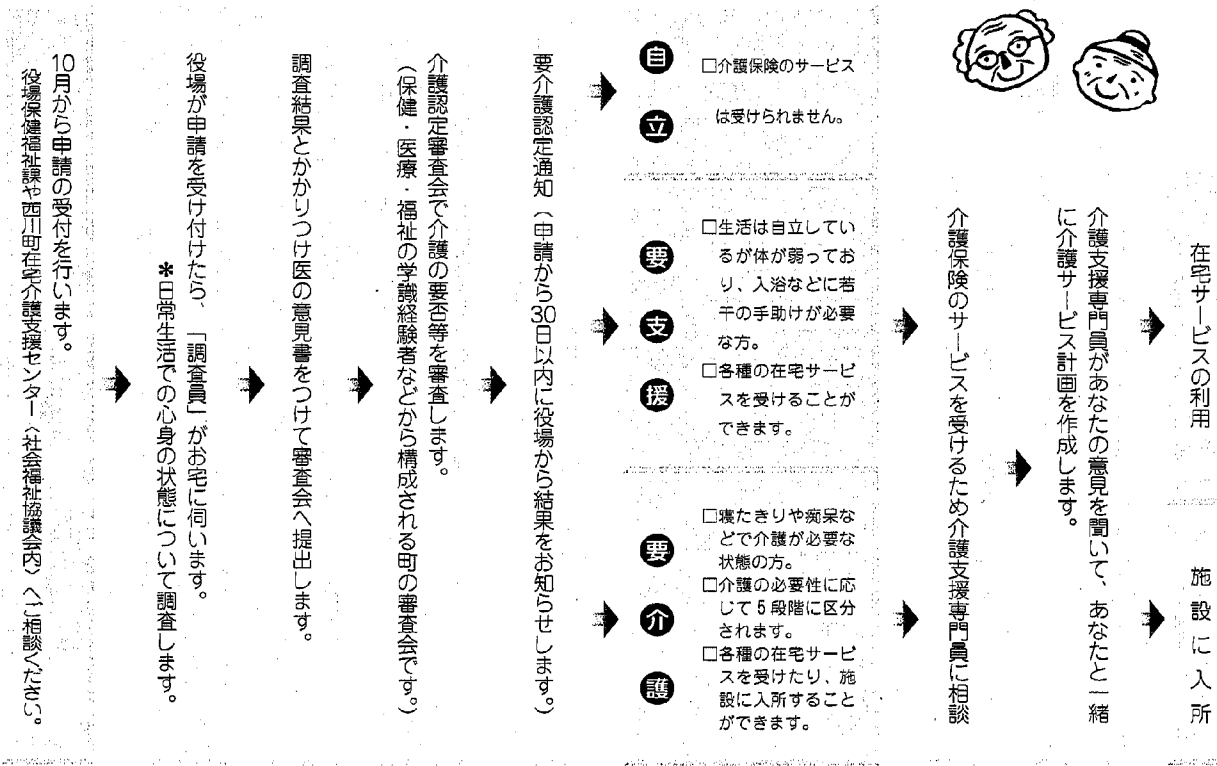 10月から申請の受付を行います。
役場保健福祉課や西川町在宅介護支援センター〈社会福祉協議会内〉へご相談ください。
役場が申請を受け付けたら、「調査員」がお宅に伺います。
＊日常生活での心身の状態について調査します。
調査結果とかかりつけ医の意見書をつけて審査会へ提出します。
介護認定審査会で介護の要否等を審査します。
（保健・医療・福祉の学識経験者などから構成される町の審査会です。）
要介護認定通知（申請から30日以内に役場から結果をお知らせします。）
自立
□介護保険のサービス
は受けられません。
要支援
□生活は自立してい
るが体が弱ってお
り、入浴などに若
干の手助けが必要
な方。
□各種の在宅サービ
スを受けることが
できます。
要介護
□寝たきりや痴呆な
どで介護が必要な
状態の方。
□介護の必要性に応
じて５段階に区分
されます。
□各種の在宅サービ
スを受けたり、施
設に入所すること
ができます。
介護保険のサービスを受けるため介護支援専門員に相談
介護支援専門員があなたの意見を聞いて、あなたと一緒
に介護サービス計画を作成します。
在宅サービスの利用
施設に入所